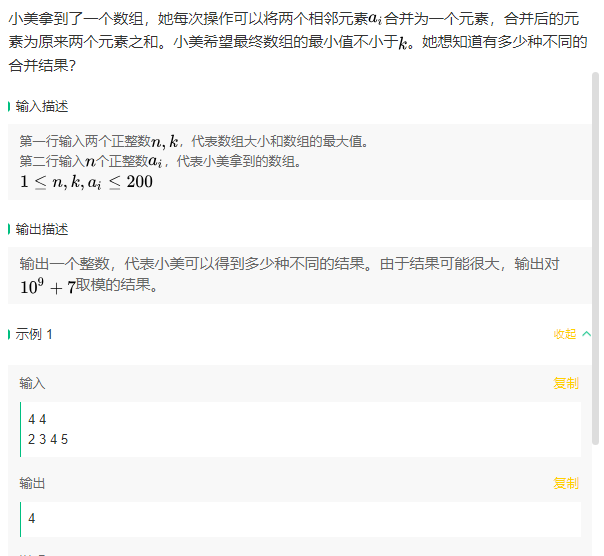 小美拿到了一个数组，她每次操作可以将两个相邻元素a_i合并为一个元素，合并后的元
素为原来两个元素之和。小美希望最终数组的最小值不小于k。她想知道有多少种不同的
合并结果？
输入描述
第一行输入两个正整数n, k，代表数组大小和数组的最大值。
第二行输入n个正整数a_i，代表小美拿到的数组。
1 ≤ n, k, a_i ≤ 200
输出描述
输出一个整数，代表小美可以得到多少种不同的结果。由于结果可能很大，输出对
10^9 + 7取模的结果。
示例 1 收起
输入 复制
4 4
2 3 4 5
输出 复制
4